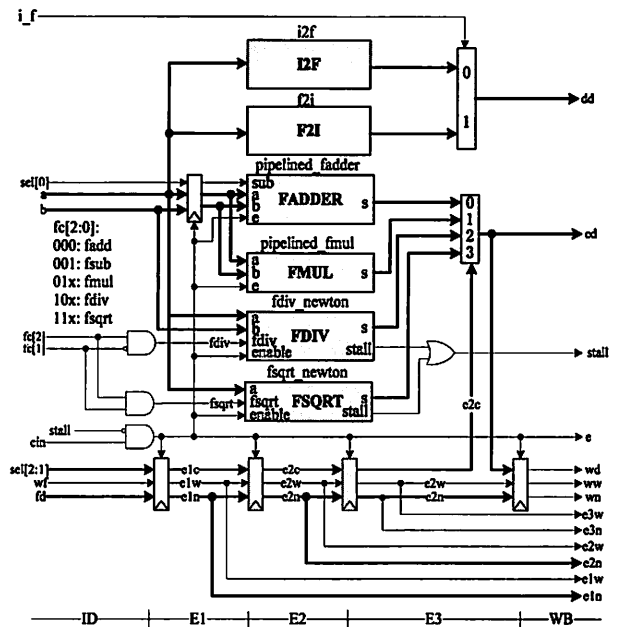 i_f
i2f
I2F
0
dd
f2i
F2I
1
pipelined_fadder
sel[0]
sub
a
a
FADDER
s
0
b
b
e
1
cd
fc[2:0]:
2
000: fadd
pipelined_fmul
3
001: fsub
a
FMUL
s
01x: fmul
b
10x: fdiv
e
11x: fsqrt
fdiv_newton
a
s
b
FDIV
fc[2]
fdiv
fdiv
stall
stall
fc[1]
enable
fsqrt_newton
a
s
fsqrt
fsqrt
FSQRT
stall
e2c
enable
stall
cin
e
sel[2:1]
e1c
e2c
wd
wf
e1w
e2w
e2w
ww
fd
e1n
e2n
e2n
wn
e3w
e3n
e2w
e2n
e1w
e1n
ID
E1
E2
E3
WB